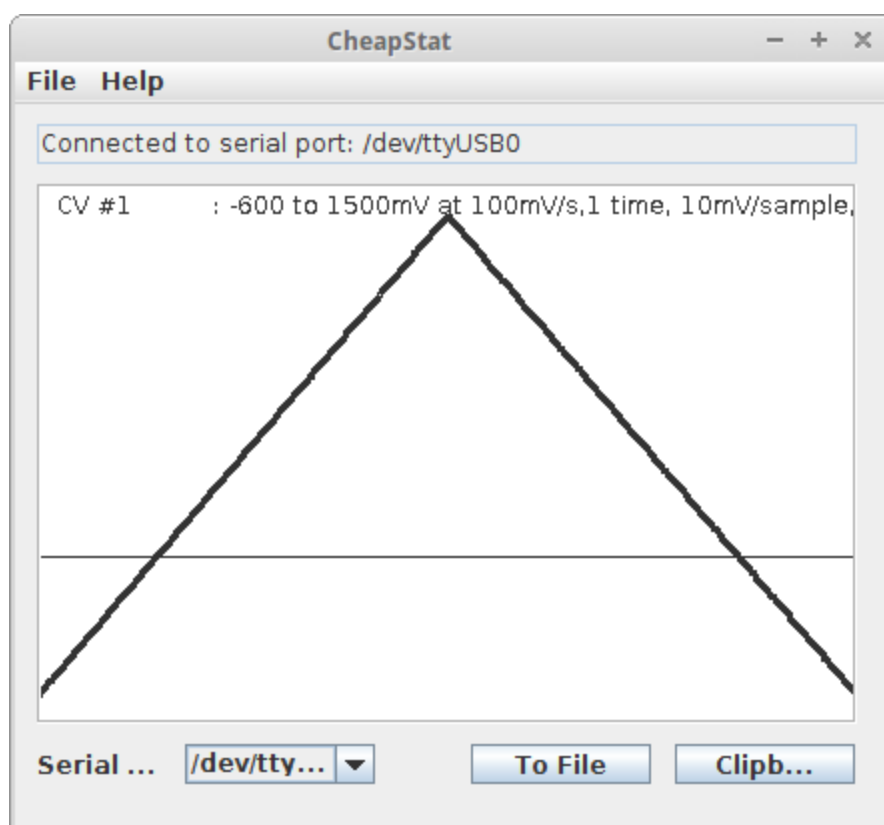 CheapStat
File Help
Connected to serial port: /dev/ttyUSB0
CV #1 : -600 to 1500mV at 100mV/s,1 time, 10mV/sample,
Serial ... /dev/tty... To File Clipb...